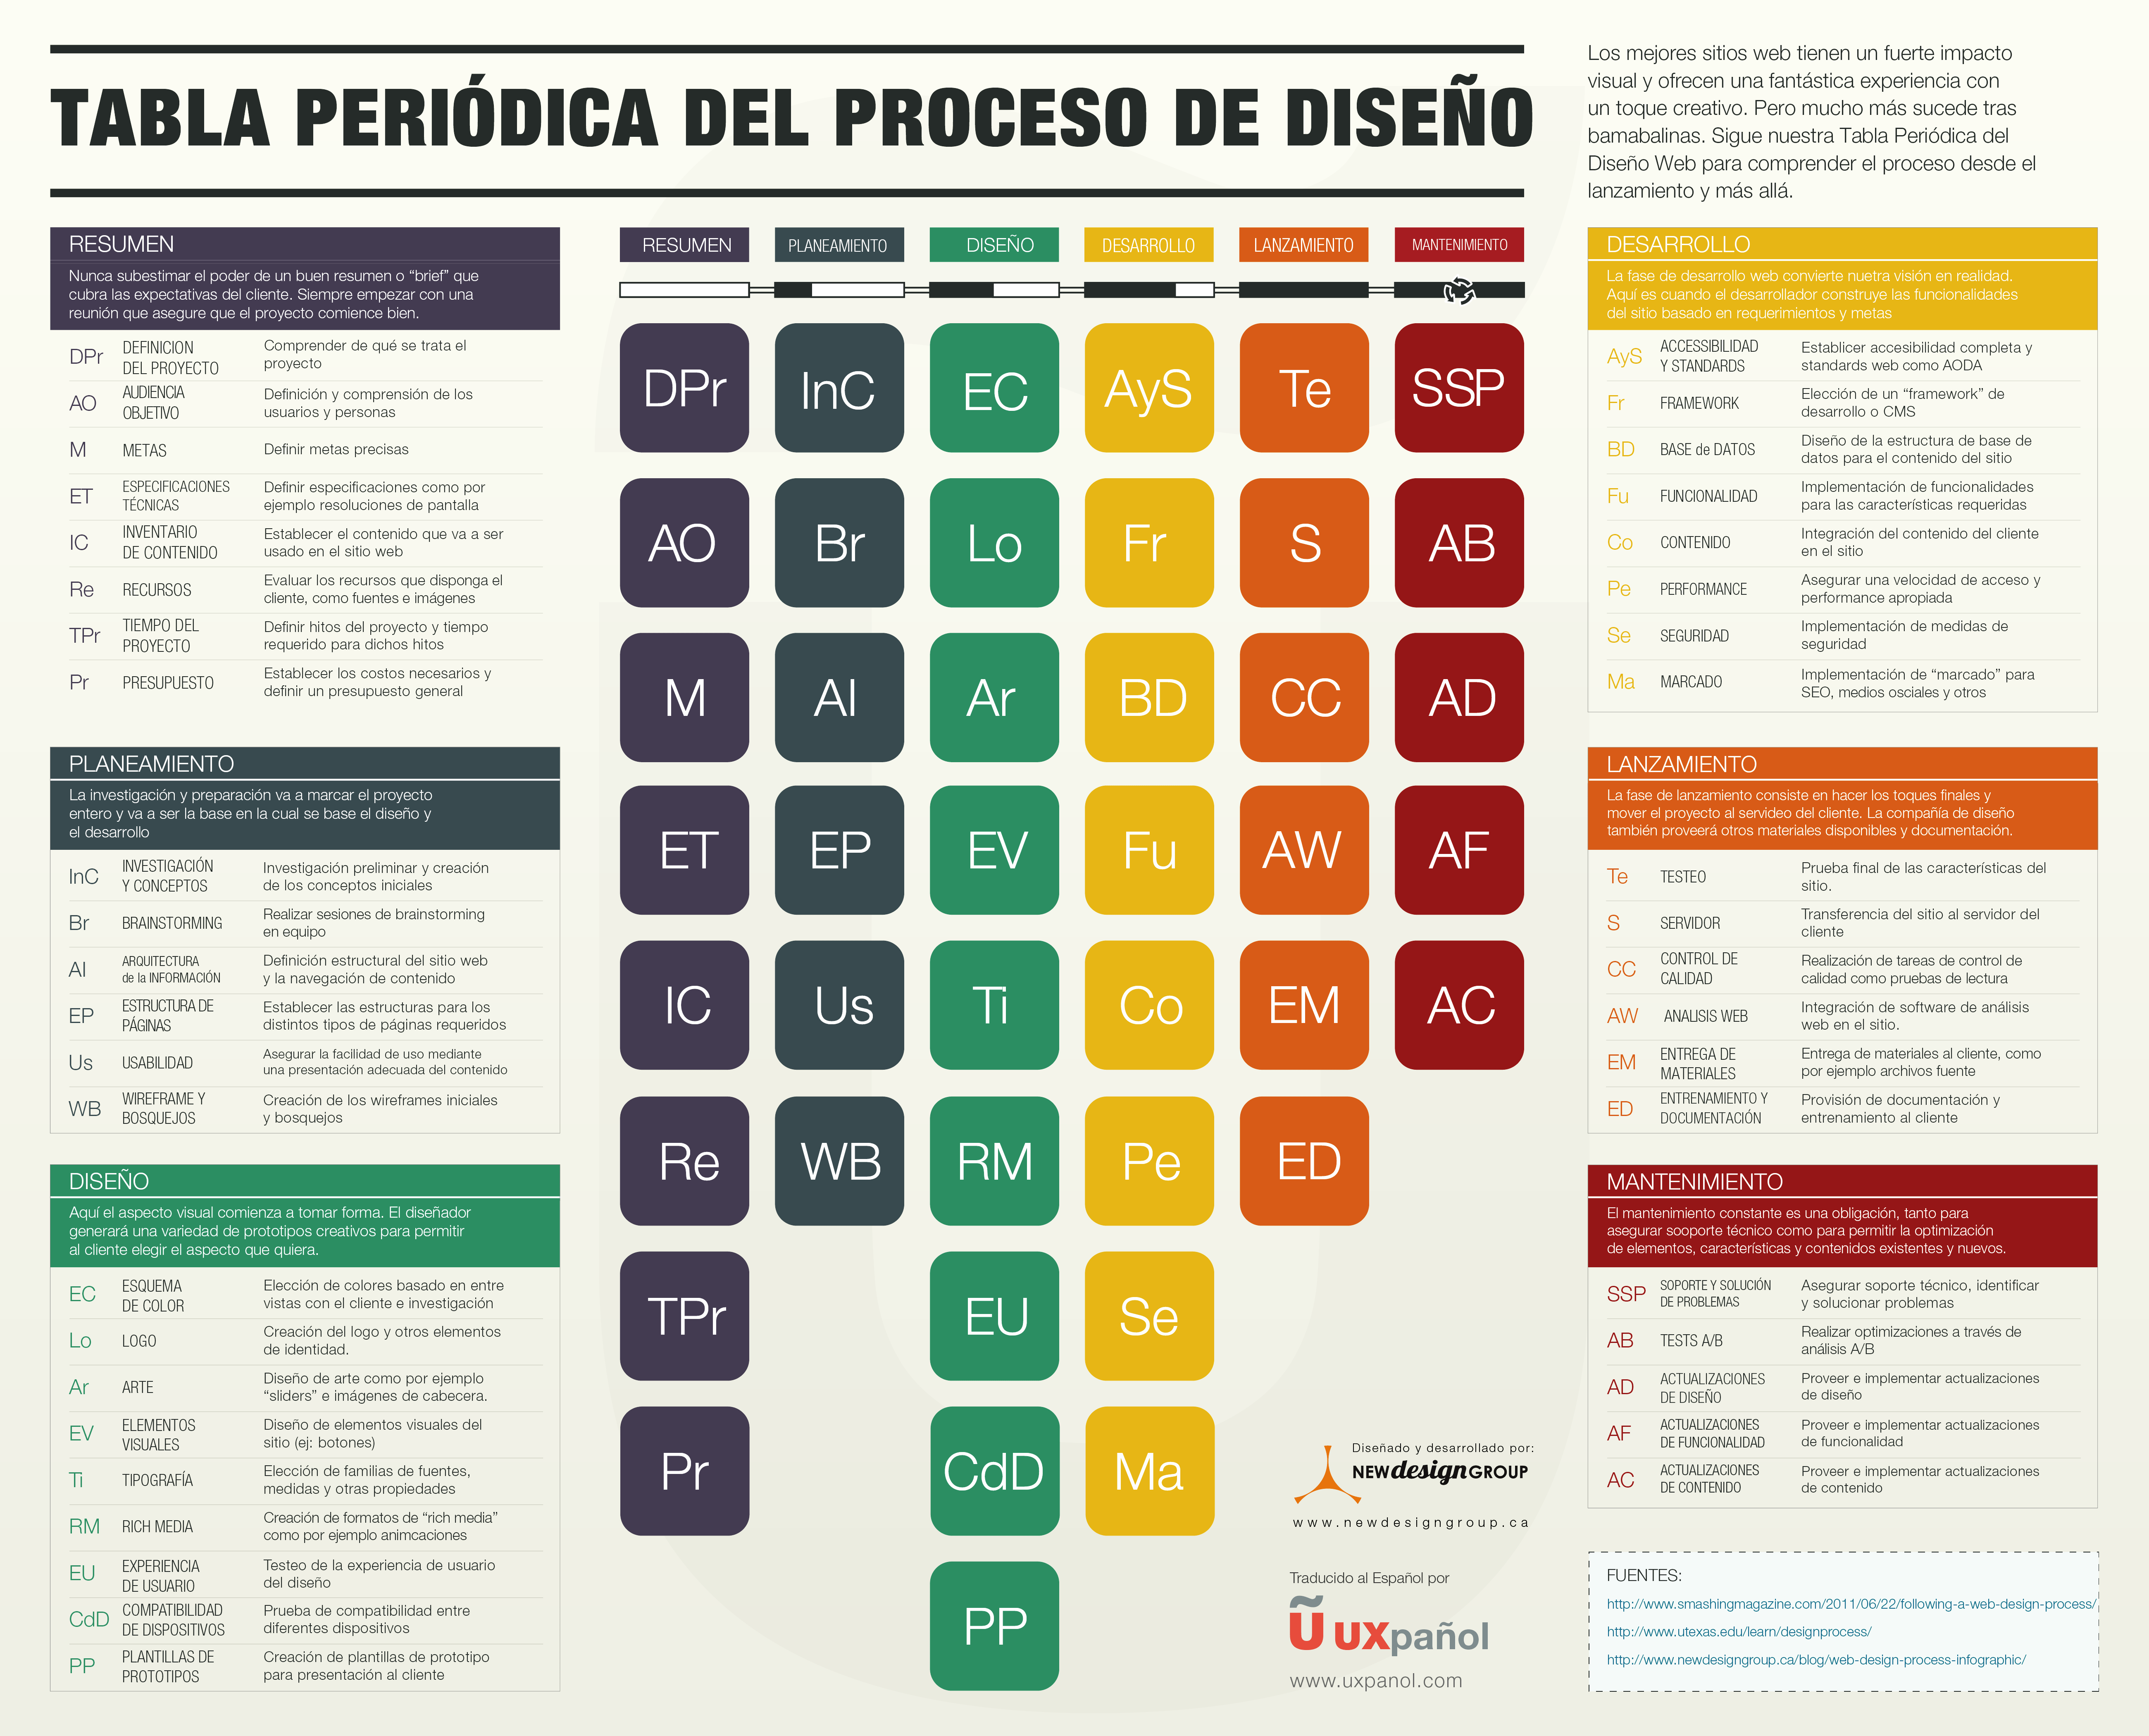 TABLA PERIÓDICA DEL PROCESO DE DISEÑO
Los mejores sitios web tienen un fuerte impacto
visual y ofrecen una fantástica experiencia con
un toque creativo. Pero mucho más sucede tras
bamabalinas. Sigue nuestra Tabla Periódica del
Diseño Web para comprender el proceso desde el
lanzamiento y más allá.
RESUMEN
Nunca subestimar el poder de un buen resumen o “brief” que
cubra las expectativas del cliente. Siempre empezar con una
reunión que asegure que el proyecto comience bien.
DPr
DEFINICION
DEL PROYECTO
Comprender de qué se trata el
proyecto
AO
AUDIENCIA
OBJETIVO
Definición y comprensión de los
usuarios y personas
M
METAS
Definir metas precisas
ET
ESPECIFICACIONES
TÉCNICAS
Definir especificaciones como por
ejemplo resoluciones de pantalla
IC
INVENTARIO
DE CONTENIDO
Establecer el contenido que va a ser
usado en el sitio web
Re
RECURSOS
Evaluar los recursos que disponga el
cliente, como fuentes e imágenes
TPr
TIEMPO DEL
PROYECTO
Definir hitos del proyecto y tiempo
requerido para dichos hitos
Pr
PRESUPUESTO
Establecer los costos necesarios y
definir un presupuesto general
PLANEAMIENTO
La investigación y preparación va a marcar el proyecto
entero y va a ser la base en la cual se base el diseño y
el desarrollo
InC
INVESTIGACIÓN
Y CONCEPTOS
Investigación preliminar y creación
de los conceptos iniciales
Br
BRAINSTORMING
Realizar sesiones de brainstorming
en equipo
AI
ARQUITECTURA
de la INFORMACIÓN
Definición estructural del sitio web
y la navegación de contenido
EP
ESTRUCTURA DE
PÁGINAS
Establecer las estructuras para los
distintos tipos de páginas requeridos
Us
USABILIDAD
Asegurar la facilidad de uso mediante
una presentación adecuada del contenido
WB
WIREFRAME Y
BOSQUEJOS
Creación de los wireframes iniciales
y bosquejos
DISEÑO
Aquí el aspecto visual comienza a tomar forma. El diseñador
generará una variedad de prototipos creativos para permitir
al cliente elegir el aspecto que quiera.
EC
ESQUEMA
DE COLOR
Elección de colores basado en entre
vistas con el cliente e investigación
Lo
LOGO
Creación del logo y otros elementos
de identidad.
Ar
ARTE
Diseño de arte como por ejemplo
“sliders” e imágenes de cabecera.
EV
ELEMENTOS
VISUALES
Diseño de elementos visuales del
sitio (ej: botones)
Ti
TIPOGRAFÍA
Elección de familias de fuentes,
medidas y otras propiedades
RM
RICH MEDIA
Creación de formatos de “rich media”
como por ejemplo animcaciones
EU
EXPERIENCIA
DE USUARIO
Testeo de la experiencia de usuario
del diseño
CdD
COMPATIBILIDAD
DE DISPOSITIVOS
Prueba de compatibilidad entre
diferentes dispositivos
PP
PLANTILLAS DE
PROTOTIPOS
Creación de plantillas de prototipo
para presentación al cliente
RESUMEN PLANEAMIENTO DISEÑO DESARROLLO LANZAMIENTO MANTENIMIENTO
DPr InC EC AyS Te SSP
AO Br Lo Fr S AB
M AI Ar BD CC AD
ET EP EV Fu AW AF
IC Us Ti Co EM AC
Re WB RM Pe ED
TPr EU Se
Pr CdD Ma
PP
Diseñado y desarrollado por:
NEWdesignGROUP
www.newdesigngroup.ca
Traducido al Español por
Ũ uxpañol
www.uxpanol.com
DESARROLLO
La fase de desarrollo web convierte nuetra visión en realidad.
Aquí es cuando el desarrollador construye las funcionalidades
del sitio basado en requerimientos y metas
AyS
ACCESSIBILIDAD
Y STANDARDS
Establicer accesibilidad completa y
standards web como AODA
Fr
FRAMEWORK
Elección de un “framework” de
desarrollo o CMS
BD
BASE de DATOS
Diseño de la estructura de base de
datos para el contenido del sitio
Fu
FUNCIONALIDAD
Implementación de funcionalidades
para las características requeridas
Co
CONTENIDO
Integración del contenido del cliente
en el sitio
Pe
PERFORMANCE
Asegurar una velocidad de acceso y
performance apropiada
Se
SEGURIDAD
Implementación de medidas de
seguridad
Ma
MARCADO
Implementación de “marcado” para
SEO, medios osciales y otros
LANZAMIENTO
La fase de lanzamiento consiste en hacer los toques finales y
mover el proyecto al servideo del cliente. La compañía de diseño
también proveerá otros materiales disponibles y documentación.
Te
TESTEO
Prueba final de las características del
sitio.
S
SERVIDOR
Transferencia del sitio al servidor del
cliente
CC
CONTROL DE
CALIDAD
Realización de tareas de control de
calidad como pruebas de lectura
AW
ANALISIS WEB
Integración de software de análisis
web en el sitio.
EM
ENTREGA DE
MATERIALES
Entrega de materiales al cliente, como
por ejemplo archivos fuente
ED
ENTRENAMIENTO Y
DOCUMENTACIÓN
Provisión de documentación y
entrenamiento al cliente
MANTENIMIENTO
El mantenimiento constante es una obligación, tanto para
asegurar sooporte técnico como para permitir la optimización
de elementos, características y contenidos existentes y nuevos.
SSP
SOPORTE Y SOLUCIÓN
DE PROBLEMAS
Asegurar soporte técnico, identificar
y solucionar problemas
AB
TESTS A/B
Realizar optimizaciones a través de
análisis A/B
AD
ACTUALIZACIONES
DE DISEÑO
Proveer e implementar actualizaciones
de diseño
AF
ACTUALIZACIONES
DE FUNCIONALIDAD
Proveer e implementar actualizaciones
de funcionalidad
AC
ACTUALIZACIONES
DE CONTENIDO
Proveer e implementar actualizaciones
de contenido
FUENTES:
http://www.smashingmagazine.com/2011/06/22/following-a-web-design-process/
http://www.utexas.edu/learn/designprocess/
http://www.newdesigngroup.ca/blog/web-design-process-infographic/